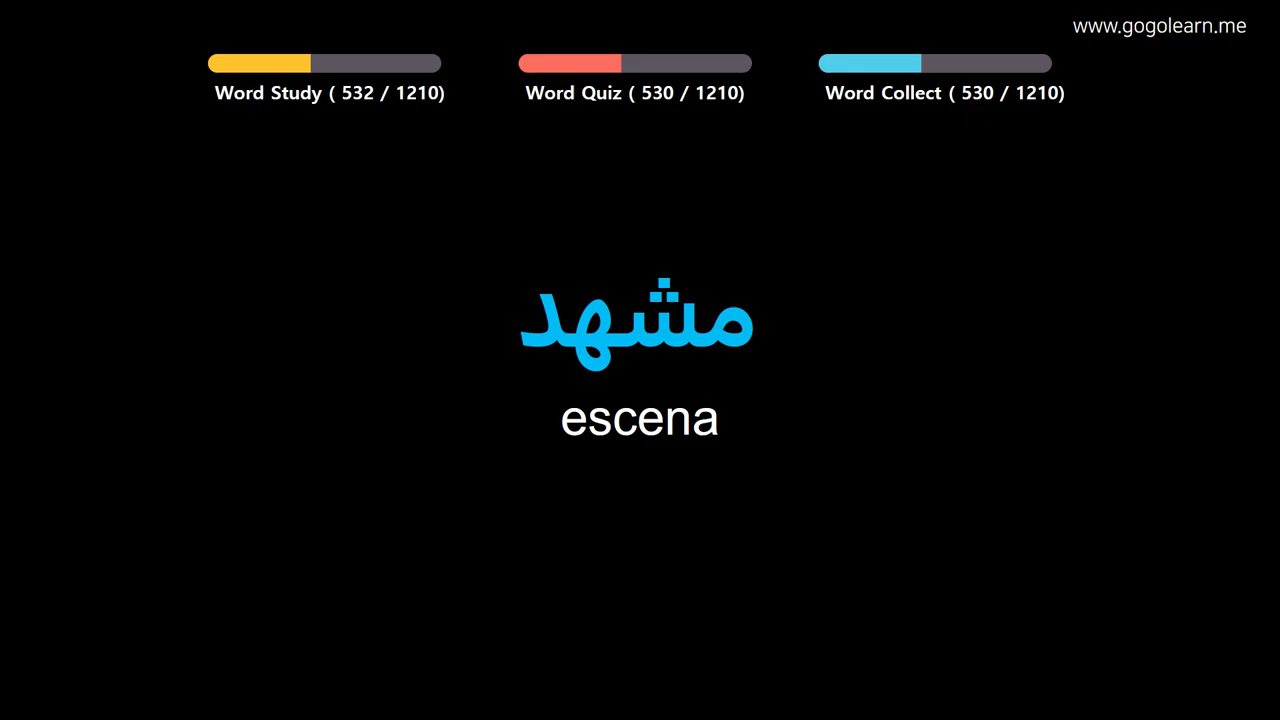 www.gogolearn.me
Word Study ( 532 / 1210)
Word Quiz ( 530 / 1210)
Word Collect ( 530 / 1210)
مشهد
escena